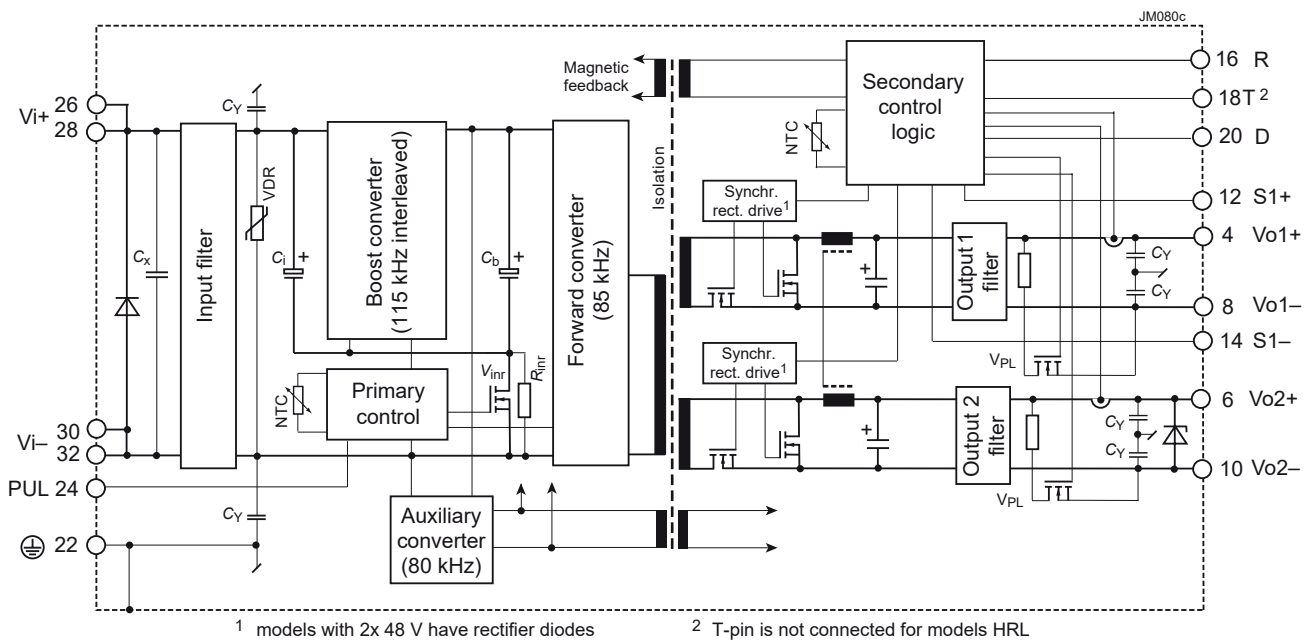 JM080c
Magnetic
feedback
Isolation
Secondary
control
logic
NTC
16 R
18T 2
20 D
12 S1+
4 Vo1+
8 Vo1–
14 S1–
6 Vo2+
10 Vo2–
Vi+
26
28
Vi–
30
32
PUL 24
22
CY
Cx
Input filter
VDR
Ci
+
Boost converter
(115 kHz interleaved)
Cb
+
Forward converter
(85 kHz)
Primary
control
NTC
Vinr
Rinr
CY
Auxiliary
converter
(80 kHz)
Synchr.
rect. drive1
+
Output 1
filter
CY
CY
VPL
Synchr.
rect. drive1
+
Output 2
filter
CY
CY
VPL
1 models with 2x 48 V have rectifier diodes
2 T-pin is not connected for models HRL